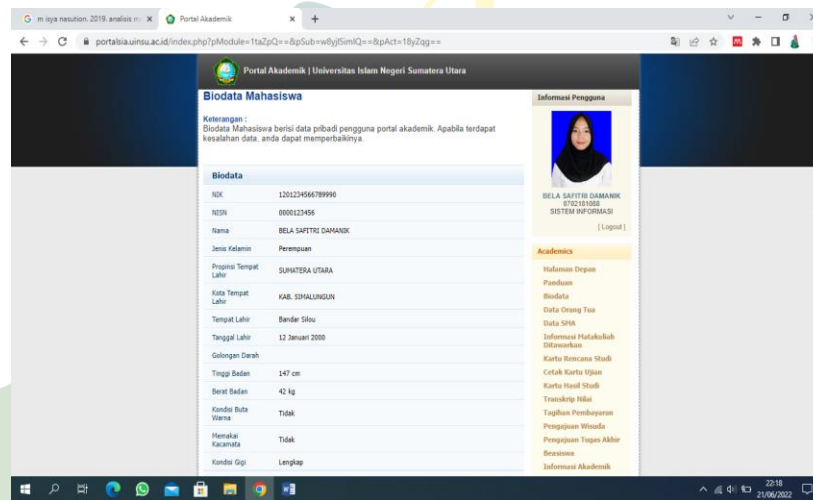 m isya nasution. 2019. analisis m
Portal Akademik
portalsia.uinsu.ac.id/index.php?pModule=1taZpQ==&pSub=w8yjlSimlQ==&pAct=18yZqg==
Portal Akademik | Universitas Islam Negeri Sumatera Utara
Biodata Mahasiswa
Keterangan :
Biodata Mahasiswa berisi data pribadi pengguna portal akademik. Apabila terdapat
kesalahan data, anda dapat memperbaikinya.
Biodata
NIK 1201234566789990
NISN 0000123456
Nama BELA SAFITRI DAMANIK
Jenis Kelamin Perempuan
Propinsi Tempat
Lahir SUMATERA UTARA
Kota Tempat
Lahir KAB. SIMALUNGUN
Tempat Lahir Bandar Silou
Tanggal Lahir 12 Januari 2000
Golongan Darah
Tinggi Badan 147 cm
Berat Badan 42 kg
Kondisi Buta
Warna Tidak
Memakai
Kacamata Tidak
Kondisi Gigi Lengkap
Informasi Pengguna
BELA SAFITRI DAMANIK
SISTEM INFORMASI
[ Logout ]
Academics
Halaman Depan
Panduan
Biodata
Data Orang Tua
Data SMA
Informasi Matakuliah
Ditawarkan
Kartu Rencana Studi
Cetak Kartu Ujian
Kartu Hasil Studi
Transkrip Nilai
Tagihan Pembayaran
Pengajuan Wisuda
Pengajuan Tugas Akhir
Beasiswa
Informasi Akademik
22:18
21/06/2022